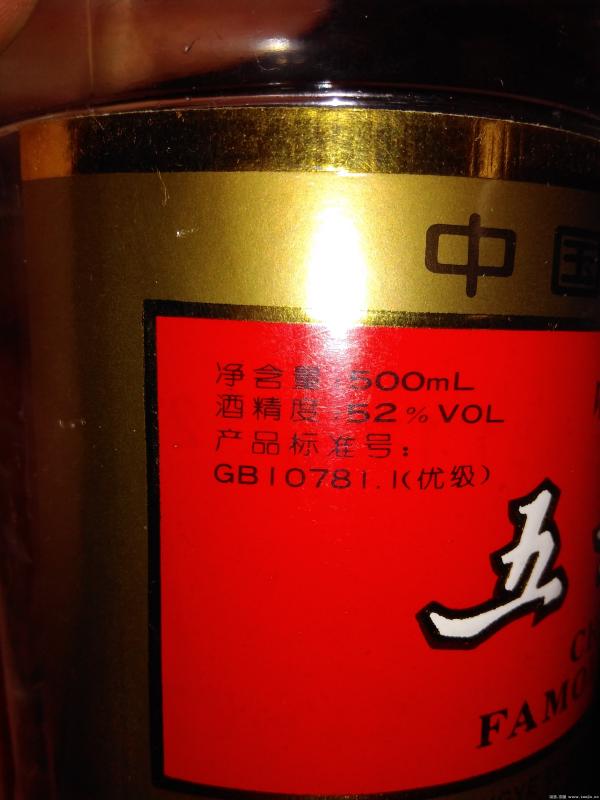 中国
净含量:500mL
酒精度:52%VOL
产品标准号:
GB10781.1(优级)
五
FAMO